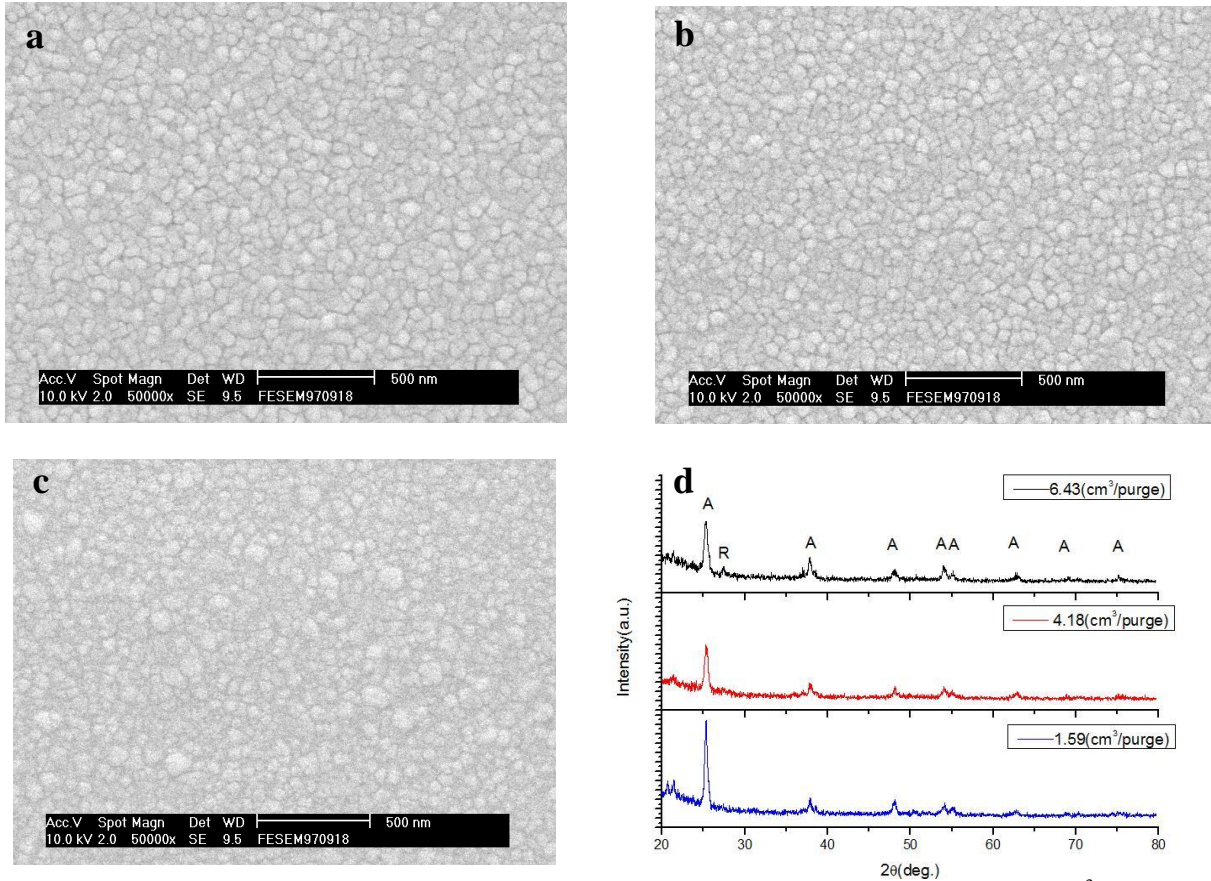 a
Acc.V Spot Magn Det WD 500 nm
10.0 kV 2.0 50000x SE 9.5 FESEM970918
b
Acc.V Spot Magn Det WD 500 nm
10.0 kV 2.0 50000x SE 9.5 FESEM970918
c
Acc.V Spot Magn Det WD 500 nm
10.0 kV 2.0 50000x SE 9.5 FESEM970918
d
6.43(cm³/purge)
A
R
A
A
A A
A
A
A
4.18(cm³/purge)
1.59(cm³/purge)
Intensity(a.u.)
20 30 40 50 60 70 80
2θ(deg.)